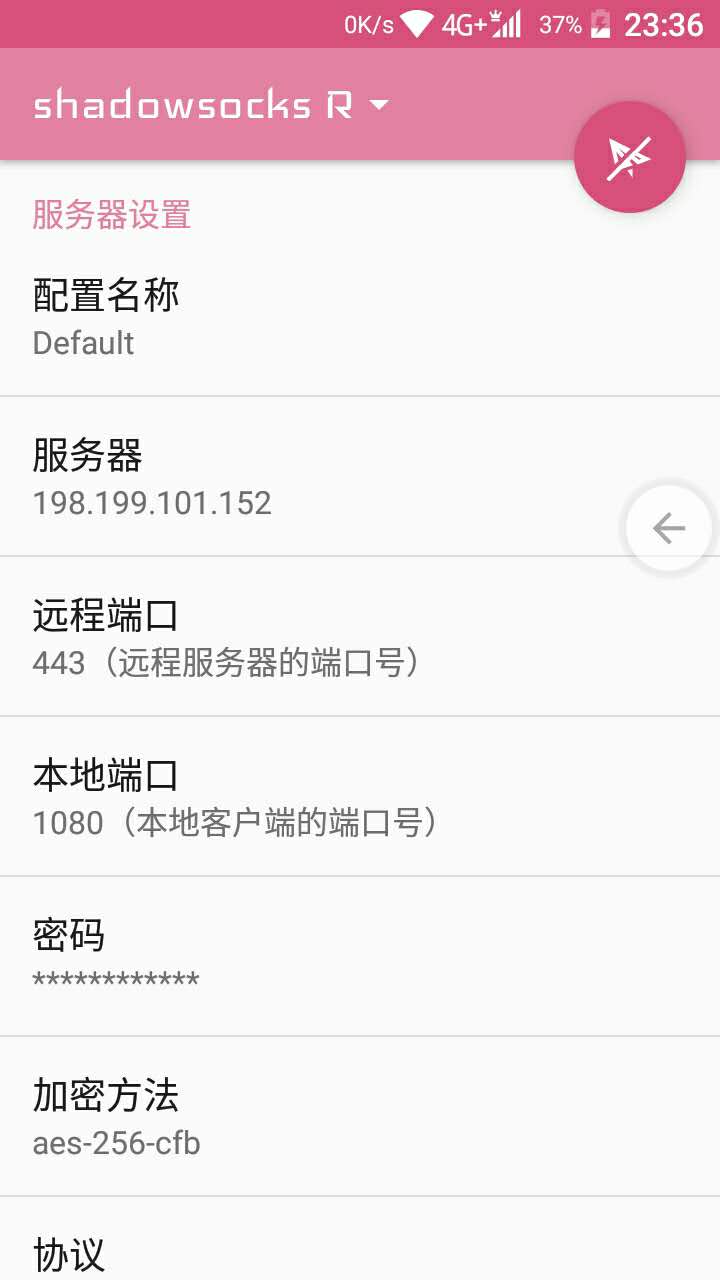 0K/s 4G+ 37% 23:36
shadowsocks R
服务器设置
配置名称
Default
服务器
198.199.101.152
远程端口
443（远程服务器的端口号）
本地端口
1080（本地客户端的端口号）
密码
************
加密方法
aes-256-cfb
协议